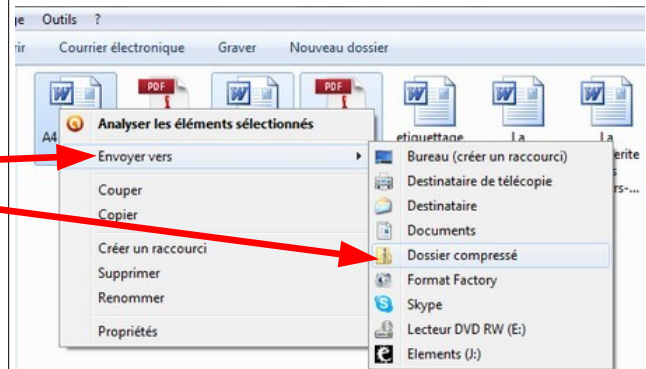 Outils ?
Courrier électronique Graver Nouveau dossier
PDF PDF
W W W W W
A4
etiquettage La La
Analyser les éléments sélectionnés
Envoyer vers
Couper
Copier
Créer un raccourci
Supprimer
Renommer
Propriétés
Bureau (créer un raccourci)
Destinataire de télécopie
Destinataire
Documents
Dossier compressé
Format Factory
Skype
Lecteur DVD RW (E:)
Elements (J:)